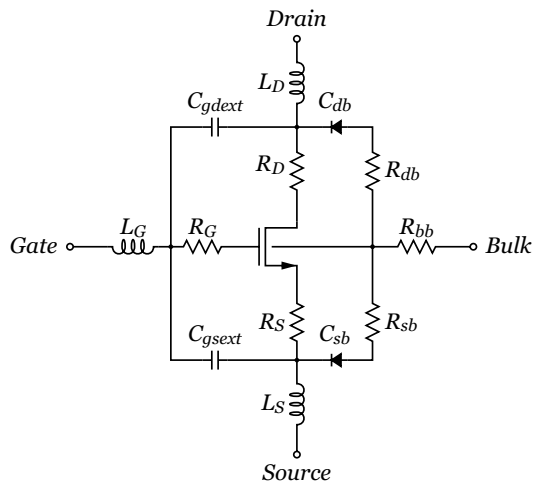 Drain
L_D
C_gdext
C_db
R_D
R_db
L_G
R_G
R_bb
Gate
Bulk
R_S
R_sb
C_gsext
C_sb
L_S
Source